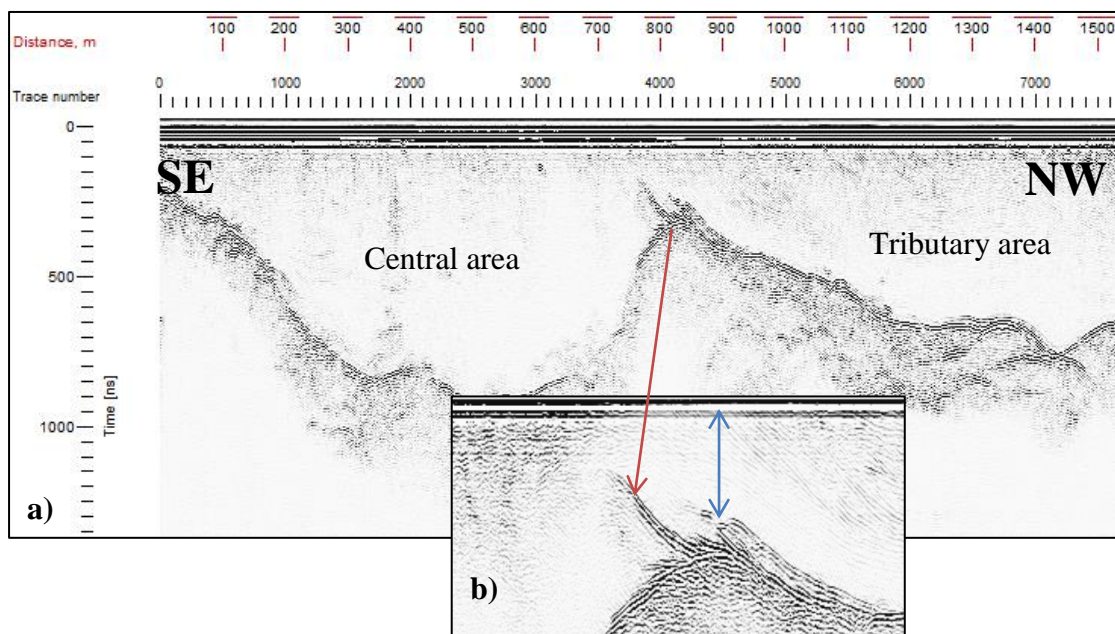 Distance, m 100 200 300 400 500 600 700 800 900 1000 1100 1200 1300 1400 1500
Trace number 0 1000 2000 3000 4000 5000 6000 7000
0
SE NW
Central area Tributary area
500
1000
Time [ns]
a)
b)